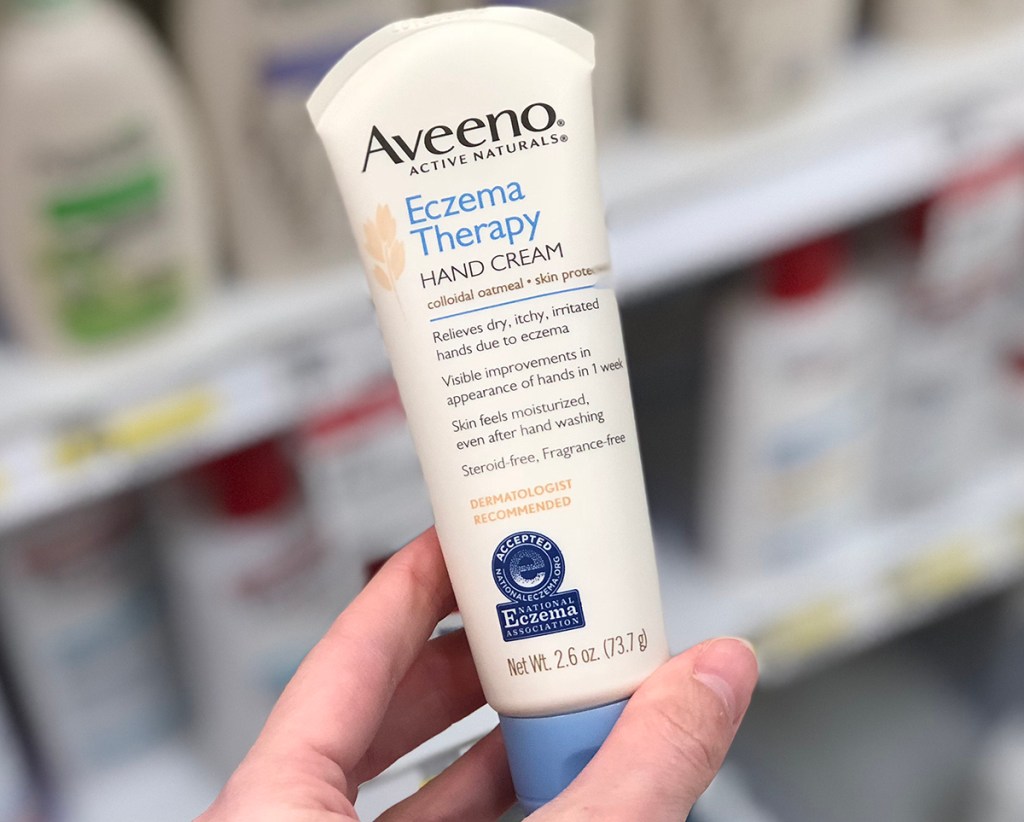 Aveeno®
ACTIVE NATURALS®
Eczema
Therapy
HAND CREAM
colloidal oatmeal • skin
Relieves dry, itchy, irritated
hands due to eczema
Visible improvements in
appearance of hands in 1 week
Skin feels moisturized,
even after hand washing
Steroid-free, Fragrance-free
DERMATOLOGIST
RECOMMENDED
ACCEPTED
NATIONALECZEMA.ORG
NATIONAL
Eczema
ASSOCIATION
Net Wt. 2.6 oz. (73.7 g)